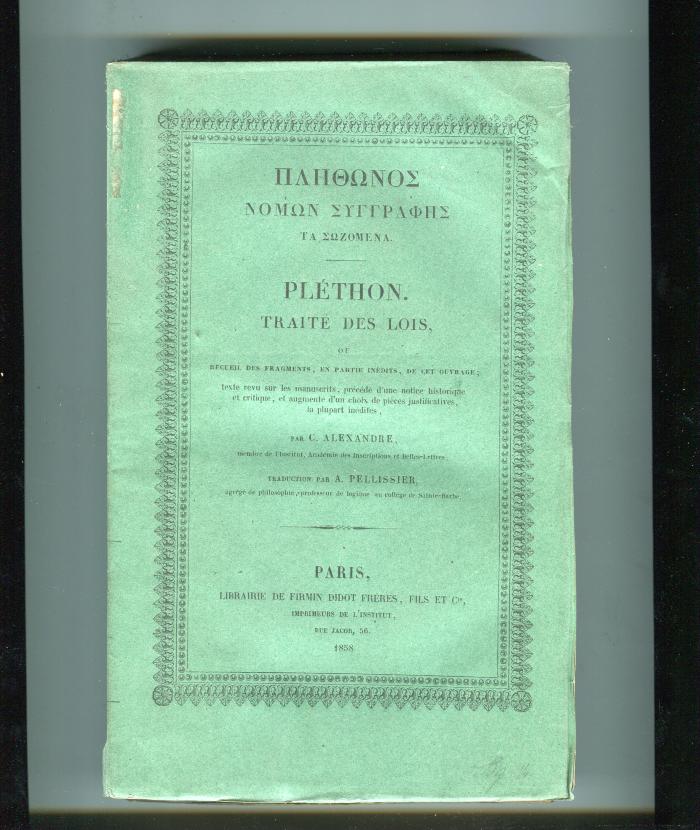 ΠΛΗΘΩΝΟΣ
ΝΟΜΩΝ ΣΥΓΓΡΑΦΗΣ
ΤΑ ΣΩΖΟΜΕΝΑ.
PLÉTHON.
TRAITÉ DES LOIS,
OU
RECUEIL DES FRAGMENTS, EN PARTIE INÉDITS, DE CET OUVRAGE;
texte revu sur les manuscrits, précédé d'une notice historique
et critique, et augmenté d'un choix de pièces justificatives,
la plupart inédites,
PAR C. ALEXANDRE,
membre de l'Institut, Académie des Inscriptions et Belles-Lettres
TRADUCTION PAR A. PELLISSIER,
agrégé de philosophie, professeur de logique au collège de Sainte-Barbe.
PARIS,
LIBRAIRIE DE FIRMIN DIDOT FRÈRES, FILS ET Cie,
IMPRIMEURS DE L'INSTITUT,
RUE JACOB, 56.
1858